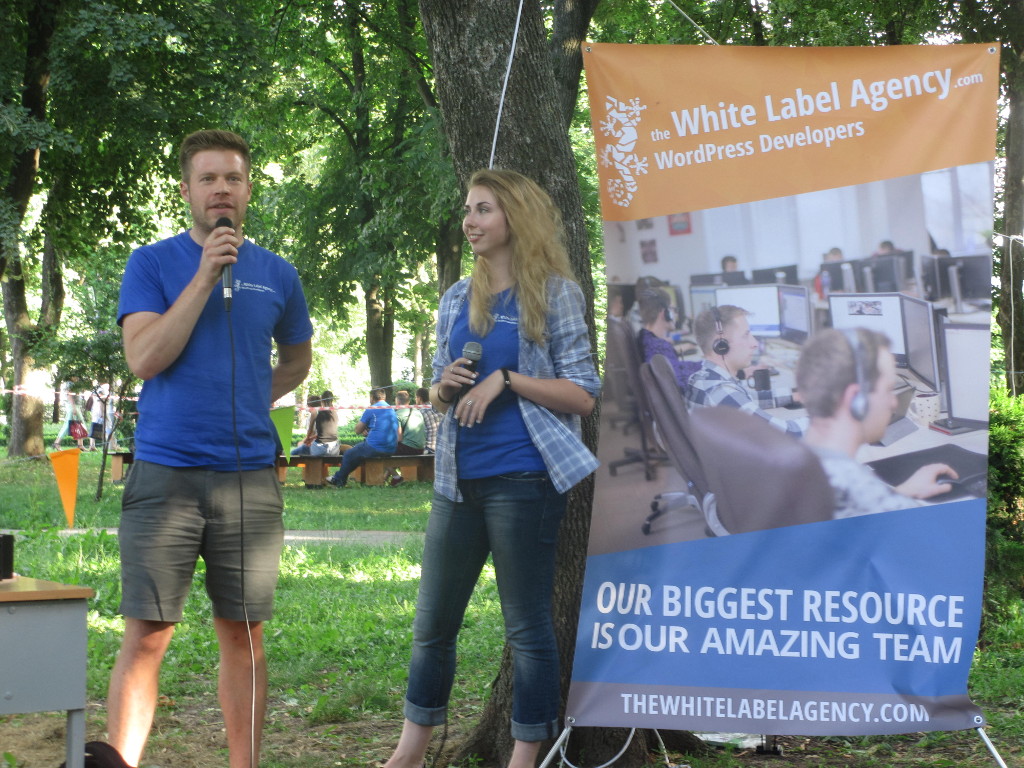 the White Label Agency.com
WordPress Developers
OUR BIGGEST RESOURCE
IS OUR AMAZING TEAM
THEWHITELABELAGENCY.COM